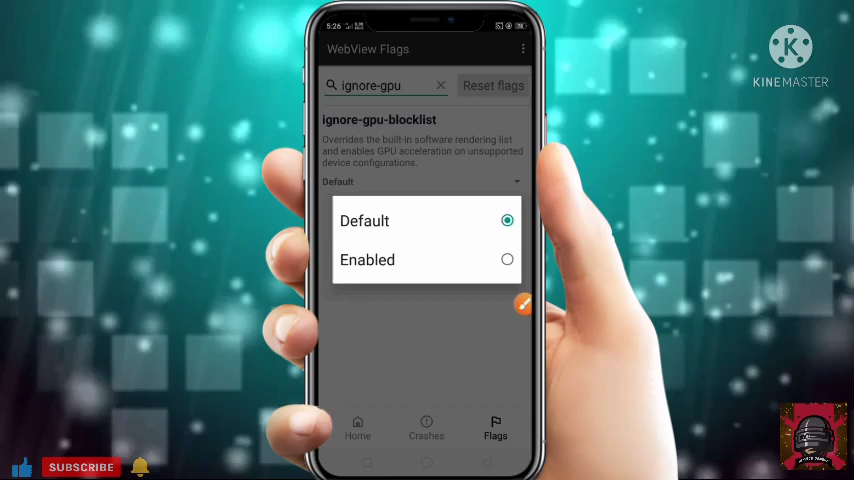 5:26
WebView Flags
ignore-gpu
Reset flags
ignore-gpu-blocklist
Overrides the built-in software rendering list
and enables GPU acceleration on unsupported
device configurations.
Default
Default
Enabled
Home
Crashes
Flags
K
KINEMASTER
SUBSCRIBE